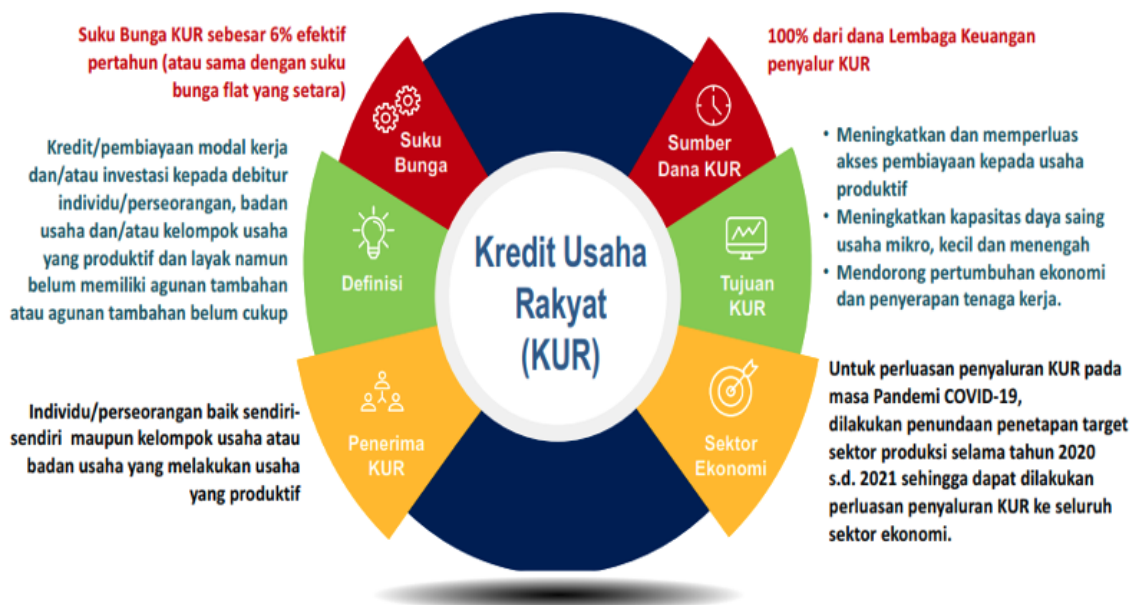 Suku Bunga KUR sebesar 6% efektif
pertahun (atau sama dengan suku
bunga flat yang setara)
Suku
Bunga
Kredit/pembiayaan modal kerja
dan/atau investasi kepada debitur
individu/perseorangan, badan
usaha dan/atau kelompok usaha
yang produktif dan layak namun
belum memiliki agunan tambahan
atau agunan tambahan belum cukup
Definisi
Individu/perseorangan baik sendiri-
sendiri maupun kelompok usaha atau
badan usaha yang melakukan usaha
yang produktif
Penerima
KUR
Kredit Usaha
Rakyat
(KUR)
100% dari dana Lembaga Keuangan
penyalur KUR
Sumber
Dana KUR
• Meningkatkan dan memperluas
akses pembiayaan kepada usaha
produktif
• Meningkatkan kapasitas daya saing
usaha mikro, kecil dan menengah
• Mendorong pertumbuhan ekonomi
dan penyerapan tenaga kerja.
Tujuan
KUR
Untuk perluasan penyaluran KUR pada
masa Pandemi COVID-19,
dilakukan penundaan penetapan target
sektor produksi selama tahun 2020
s.d. 2021 sehingga dapat dilakukan
perluasan penyaluran KUR ke seluruh
sektor ekonomi.
Sektor
Ekonomi